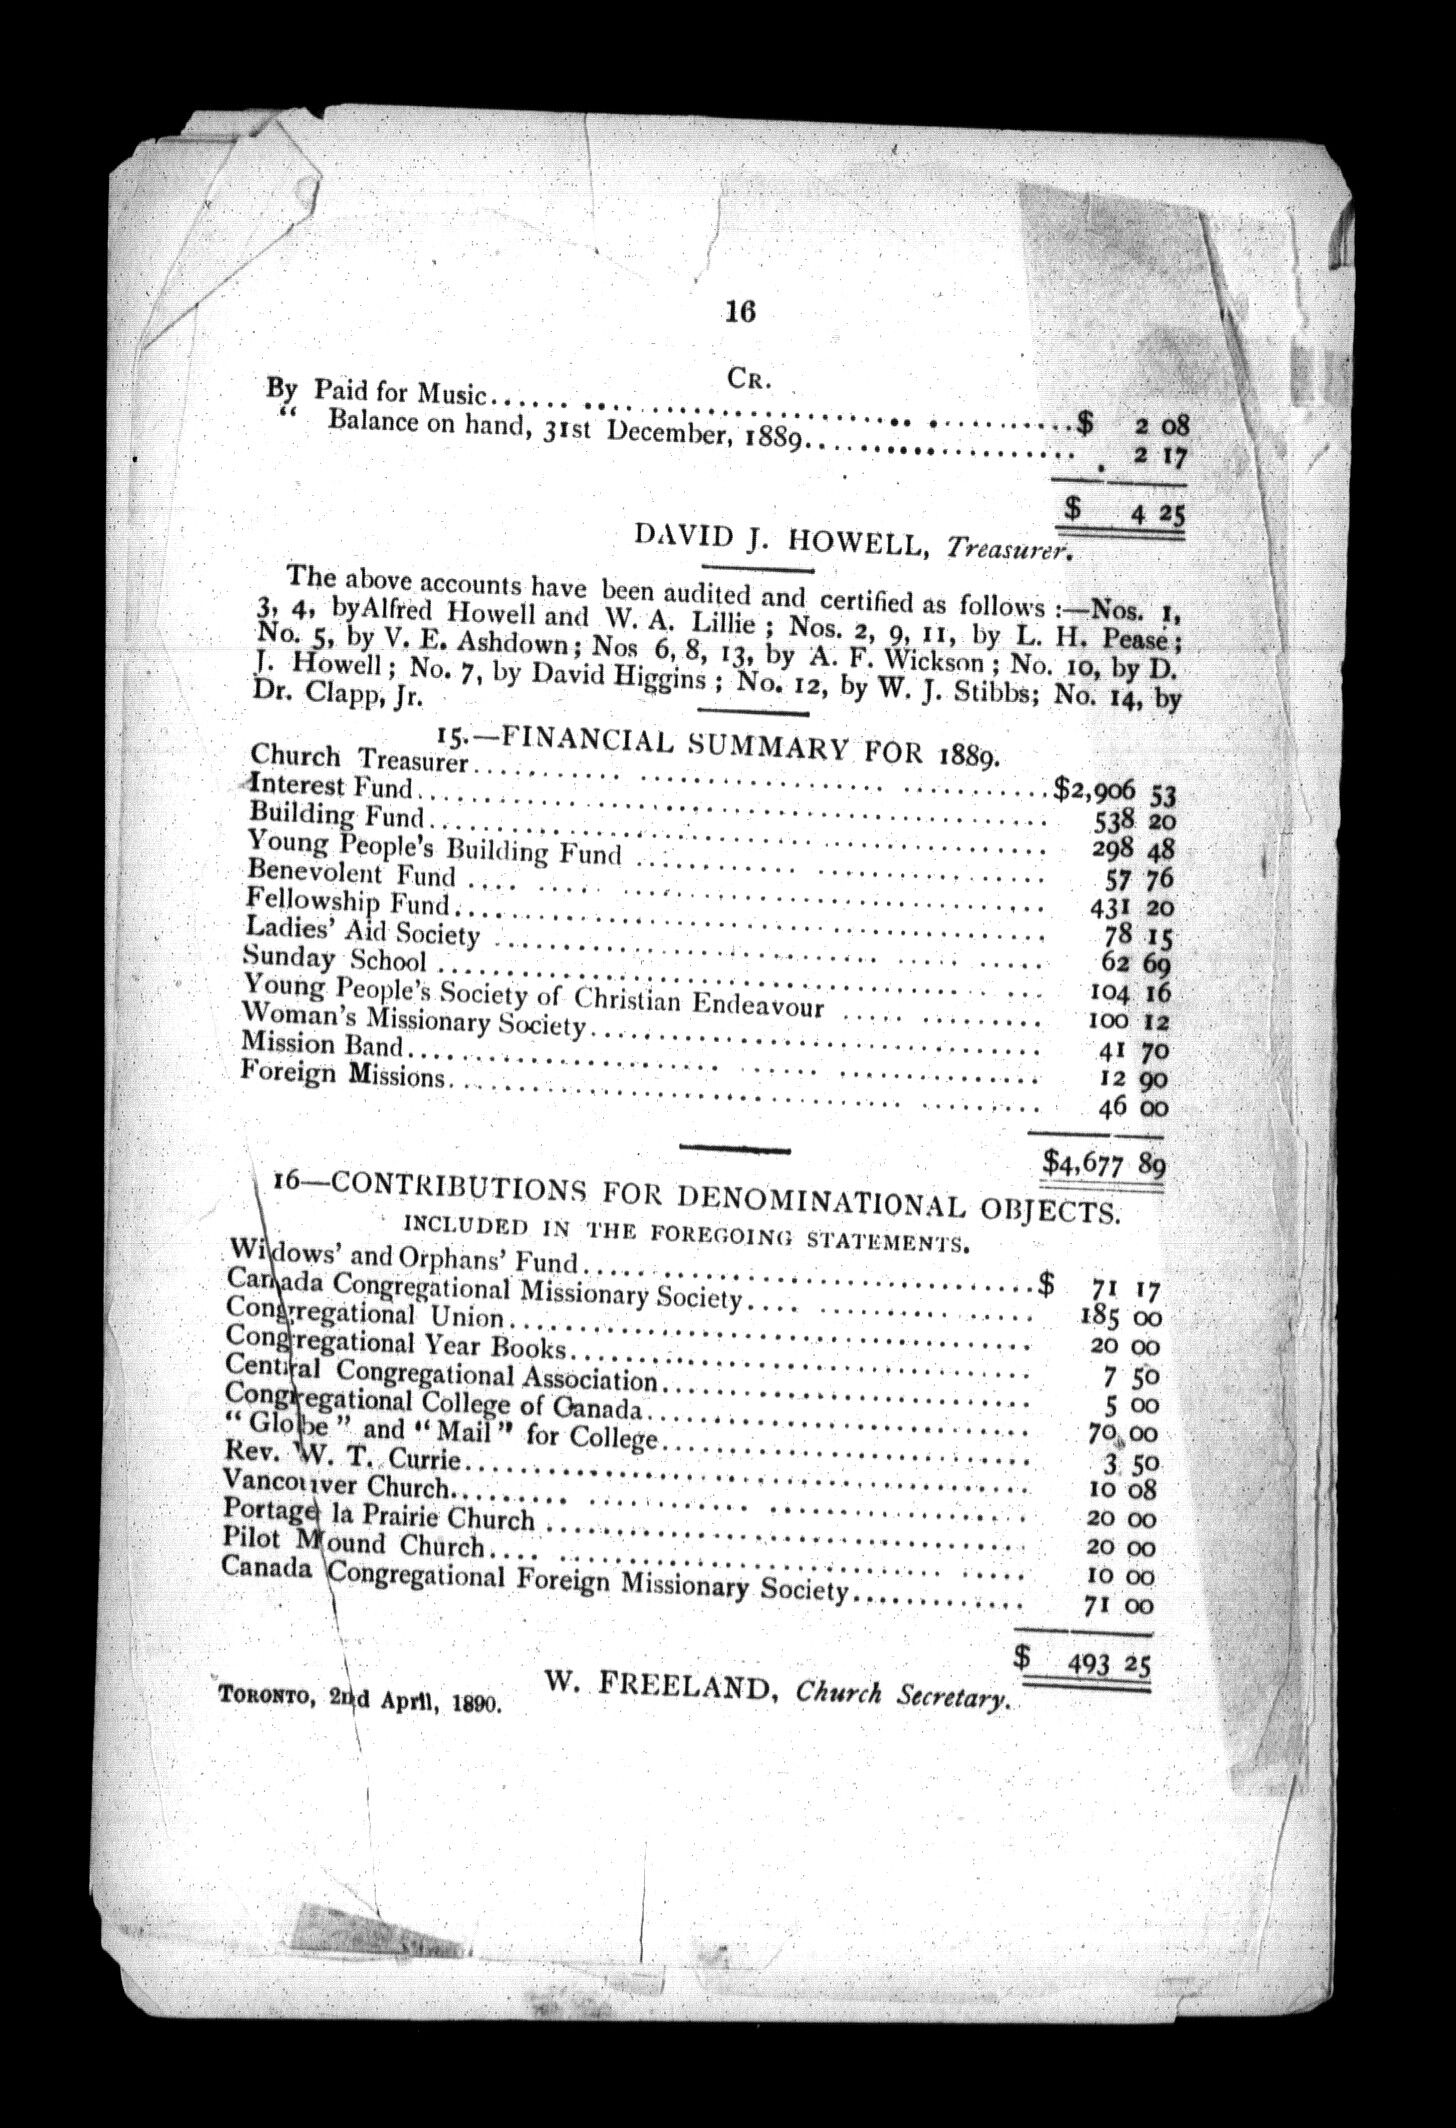 16
CR.
By Paid for Music....................................$ 2 08
“ Balance on hand, 31st December, 1889.................... 2 17
$ 4 25
DAVID J. HOWELL, Treasurer.
The above accounts have been audited and certified as follows :—Nos. 1,
3, 4, byAlfred Howell and W. A. Lillie ; Nos. 2, 9, 11, by L. H. Pease ;
No. 5, by V. E. Ashdown ; Nos 6, 8, 13, by A. F. Wickson ; No. 10, by D.
J. Howell ; No. 7, by David Higgins ; No. 12, by W. J. Stibbs; No. 14, by
Dr. Clapp, Jr.
15.—FINANCIAL SUMMARY FOR 1889.
Church Treasurer....................................$2,906 53
Interest Fund.................................... 538 20
Building Fund.................................... 298 48
Young People's Building Fund .................... 57 76
Benevolent Fund .................................... 431 20
Fellowship Fund.................................... 78 15
Ladies' Aid Society .................................... 62 69
Sunday School .................................... 104 16
Young People's Society of Christian Endeavour .............. 100 12
Woman's Missionary Society.................................... 41 70
Mission Band.................................... 12 90
Foreign Missions.................................... 46 00
$4,677 89
16—CONTRIBUTIONS FOR DENOMINATIONAL OBJECTS.
INCLUDED IN THE FOREGOING STATEMENTS.
Widows' and Orphans' Fund....................................$ 71 17
Canada Congregational Missionary Society.................... 185 00
Congregational Union.................................... 20 00
Congregational Year Books.................................... 7 50
Central Congregational Association.................... 5 00
Congregational College of Canada.................... 70 00
“ Globe ” and “ Mail ” for College.................... 3 50
Rev. W. T. Currie.................................... 10 08
Vancouver Church.................................... 20 00
Portage la Prairie Church .................................... 20 00
Pilot Mound Church.................................... 10 00
Canada Congregational Foreign Missionary Society.............. 71 00
$ 493 25
W. FREELAND, Church Secretary.
TORONTO, 2nd April, 1890.